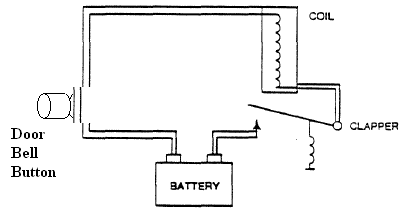 COIL
CLAPPER
Door
Bell
Button
BATTERY